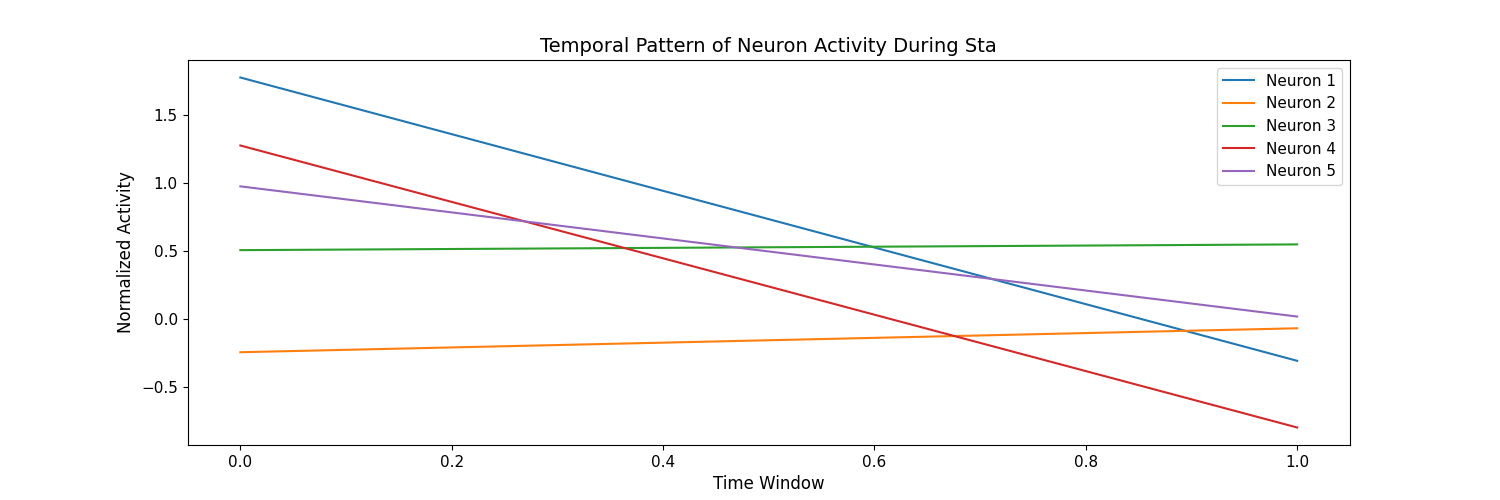 Temporal Pattern of Neuron Activity During Sta
Normalized Activity
1.5
1.0
0.5
0.0
−0.5
0.0 0.2 0.4 0.6 0.8 1.0
Time Window
Neuron 1
Neuron 2
Neuron 3
Neuron 4
Neuron 5